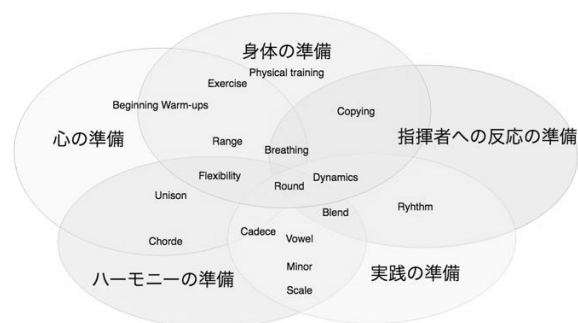 身体の準備
Physical training
Exercise
Beginning Warm-ups
Copying
心の準備
指揮者への反応の準備
Range
Breathing
Flexibility
Dynamics
Round
Unison
Blend
Ryhthm
Cadece
Vowel
Chorde
Minor
ハーモニーの準備
実践の準備
Scale